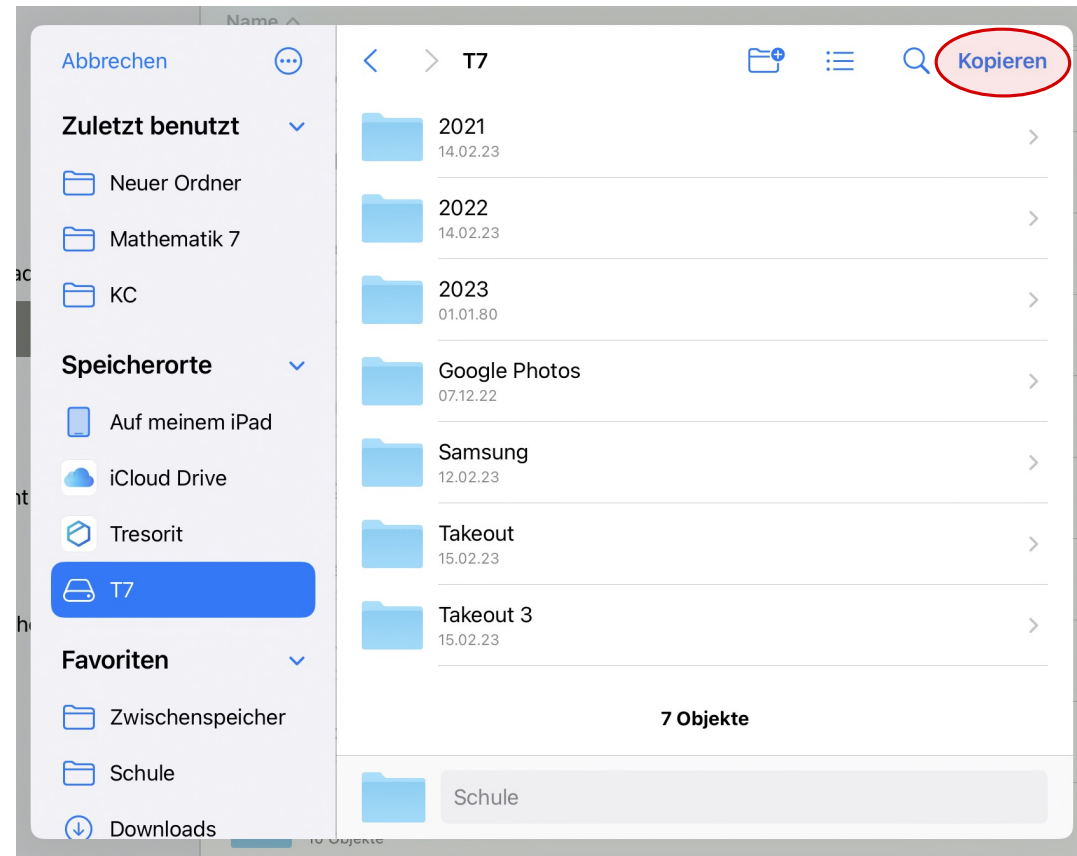 Name
Abbrechen
Zuletzt benutzt
Neuer Ordner
Mathematik 7
KC
Speicherorte
Auf meinem iPad
iCloud Drive
Tresorit
T7
Favoriten
Zwischenspeicher
Schule
Downloads
T7
Kopieren
2021
14.02.23
2022
14.02.23
2023
01.01.80
Google Photos
07.12.22
Samsung
12.02.23
Takeout
15.02.23
Takeout 3
15.02.23
7 Objekte
Schule
Objekte